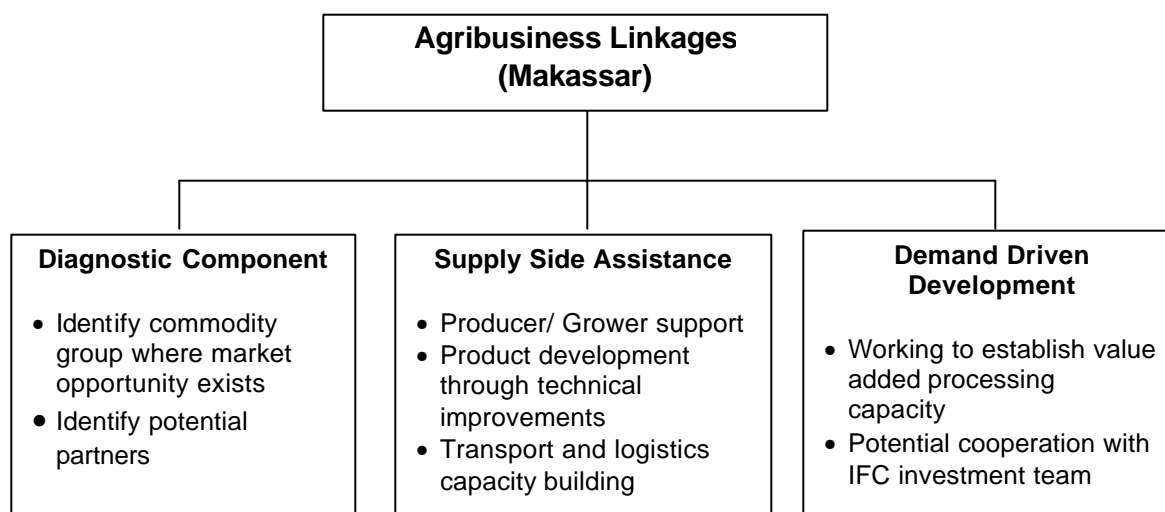 Agribusiness Linkages
(Makassar)
Diagnostic Component
• Identify commodity
group where market
opportunity exists
• Identify potential
partners
Supply Side Assistance
• Producer/ Grower support
• Product development
through technical
improvements
• Transport and logistics
capacity building
Demand Driven
Development
• Working to establish value
added processing
capacity
• Potential cooperation with
IFC investment team